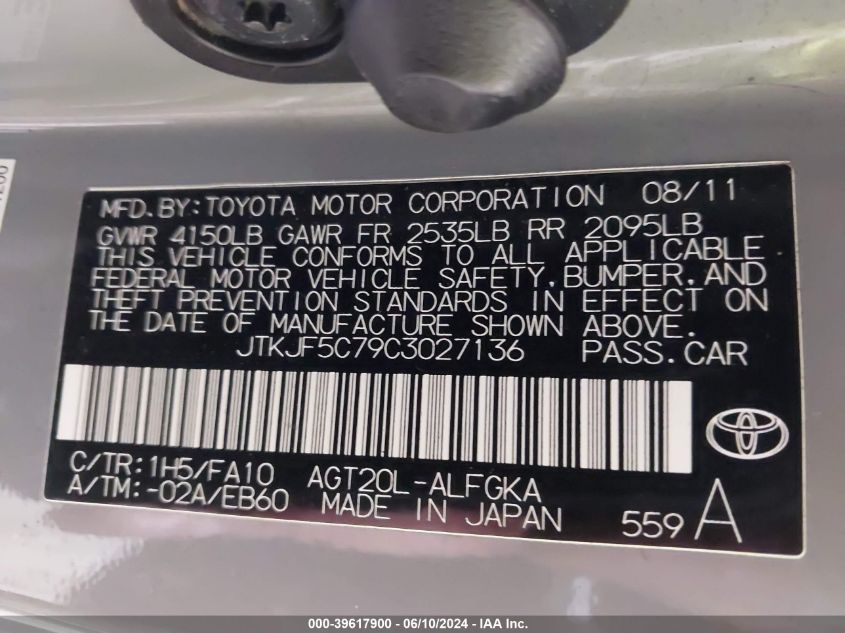 MFD.BY:TOYOTA MOTOR CORPORATION 08/11
GVWR 4150LB GAWR FR 2535LB RR 2095LB
THIS VEHICLE CONFORMS TO ALL APPLICABLE
FEDERAL MOTOR VEHICLE SAFETY,BUMPER,AND
THEFT PREVENTION STANDARDS IN EFFECT ON
THE DATE OF MANUFACTURE SHOWN ABOVE.
JTKJF5C79C3027136 PASS.CAR
C/TR:1H5/FA10 AGT20L-ALFGKA
A/TM:-02A/EB60 MADE IN JAPAN 559 A
000-39617900 - 06/10/2024 - IAA Inc.